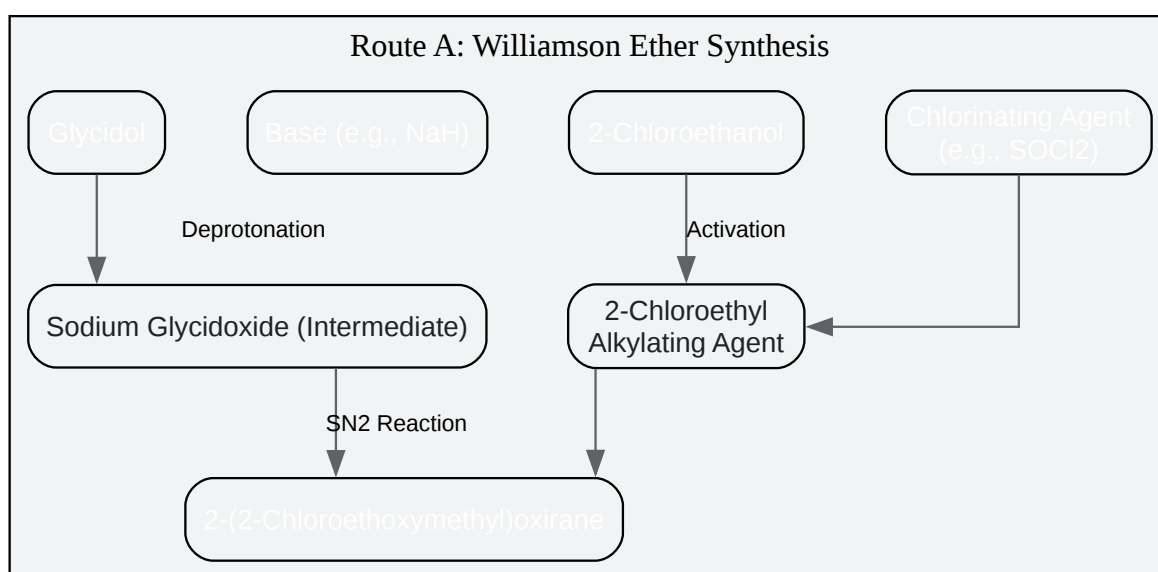 Route A: Williamson Ether Synthesis
Glycidol
Base (e.g., NaH)
2-Chloroethanol
Chlorinating Agent
(e.g., SOCl2)
Deprotonation
Activation
Sodium Glycidoxide (Intermediate)
2-Chloroethyl
Alkylating Agent
SN2 Reaction
2-(2-Chloroethoxymethyl)oxirane